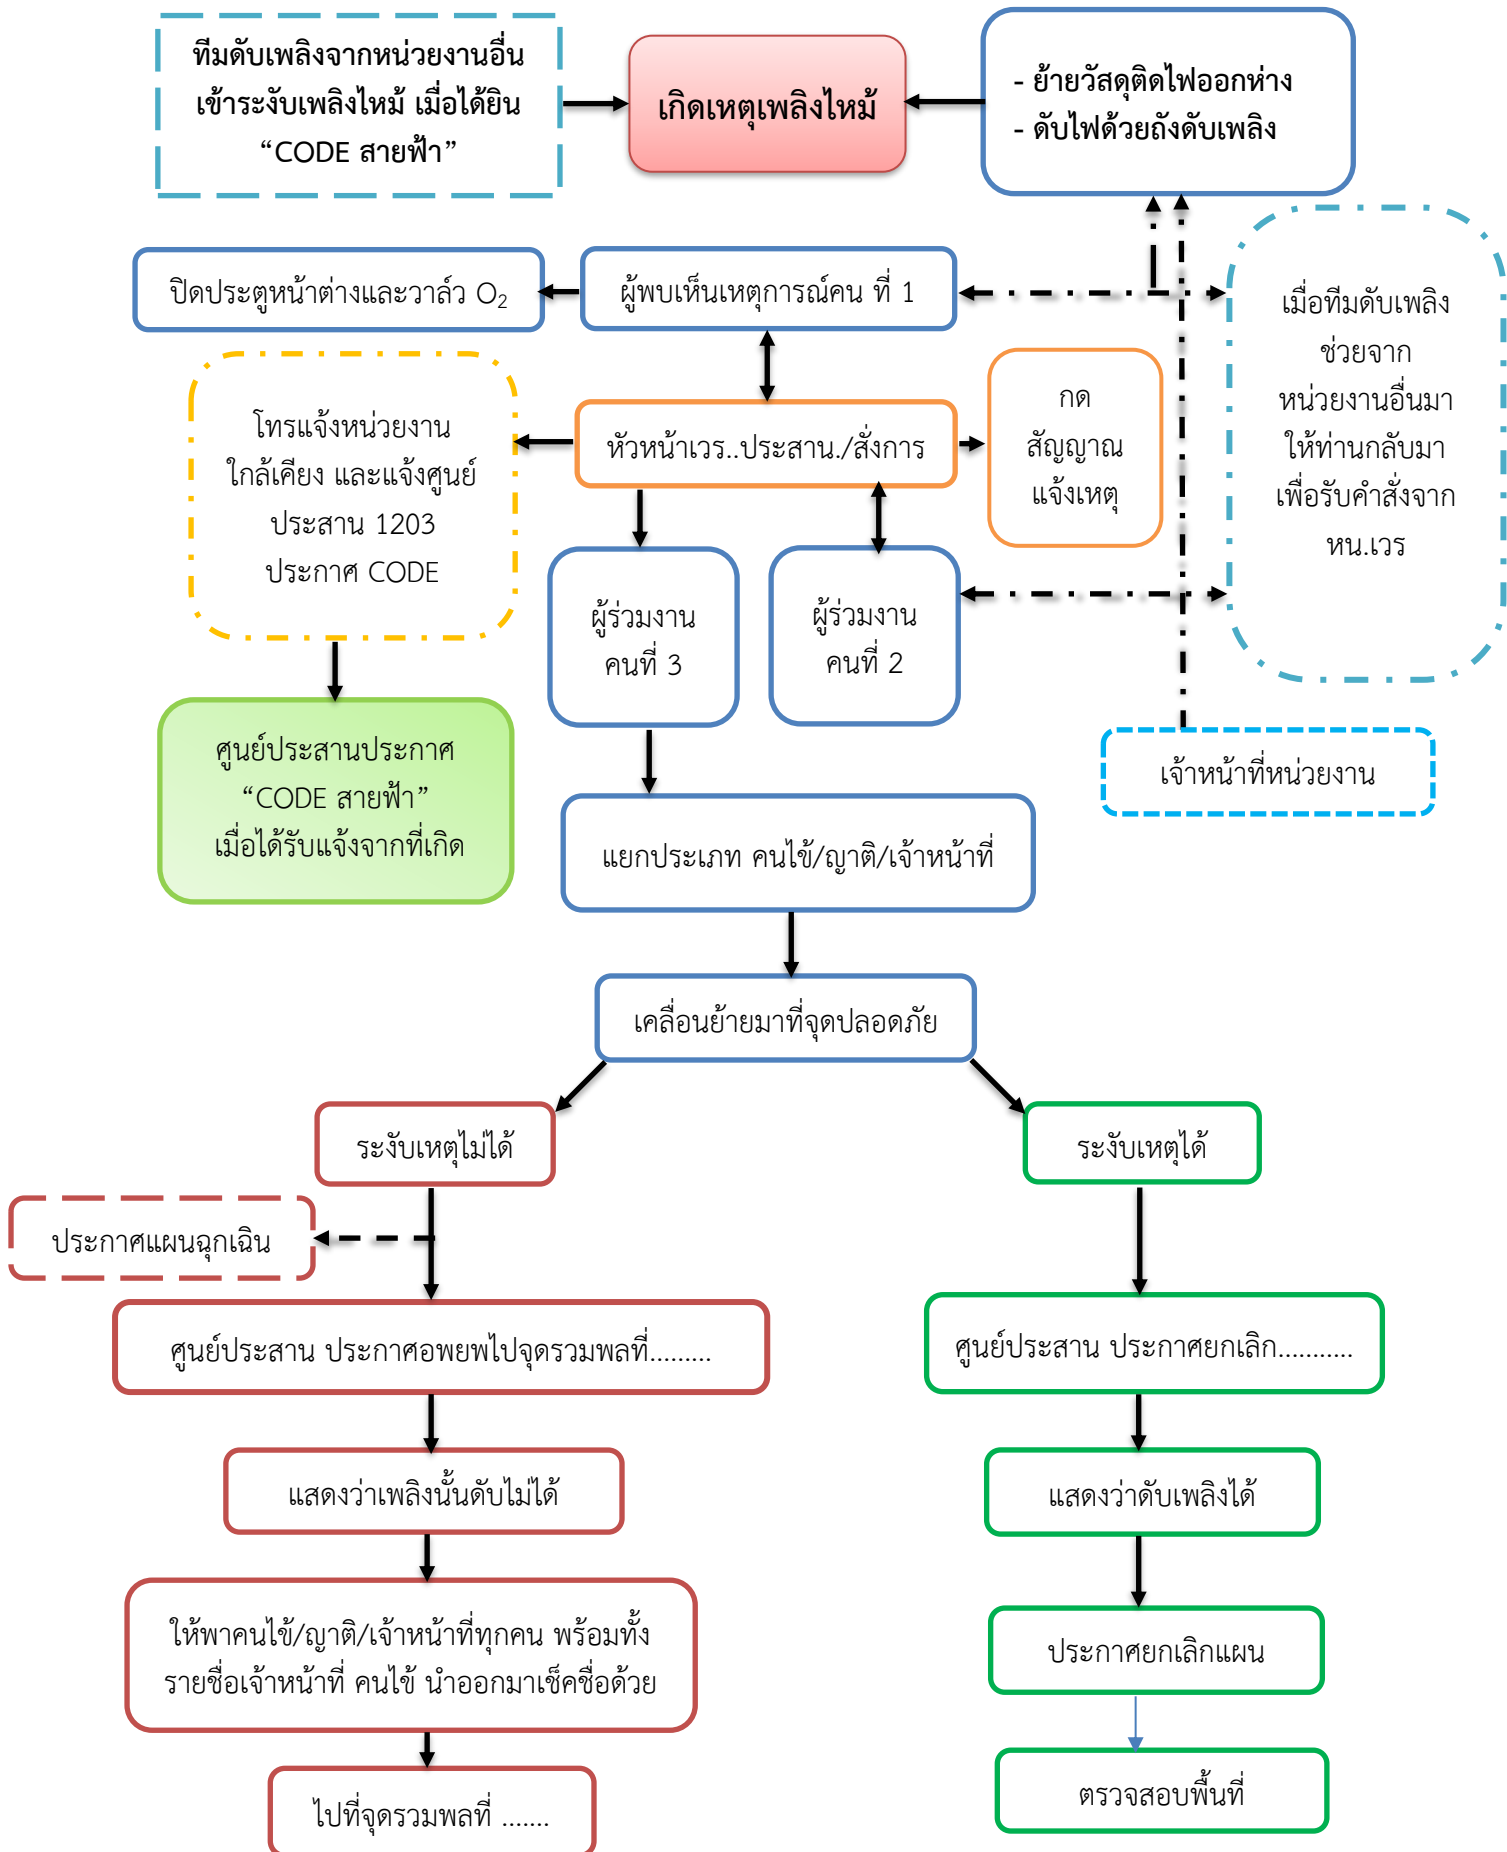 ทีมดับเพลิงจากหน่วยงานอื่น
เข้าระงับเพลิงไหม้ เมื่อได้ยิน
“CODE สายฟ้า”
เกิดเหตุเพลิงไหม้
- ย้ายวัสดุติดไฟออกห่าง
- ดับไฟด้วยถังดับเพลิง
ปิดประตูหน้าต่างและวาล์ว O₂
ผู้พบเห็นเหตุการณ์คน ที่ 1
เมื่อทีมดับเพลิง
ช่วยจาก
หน่วยงานอื่นมา
ให้ท่านกลับมา
เพื่อรับคำสั่งจาก
หน.เวร
โทรแจ้งหน่วยงาน
ใกล้เคียง และแจ้งศูนย์
ประสาน 1203
ประกาศ CODE
หัวหน้าเวร..ประสาน./สั่งการ
กด
สัญญาณ
แจ้งเหตุ
ผู้ร่วมงาน
คนที่ 3
ผู้ร่วมงาน
คนที่ 2
ศูนย์ประสานประกาศ
“CODE สายฟ้า”
เมื่อได้รับแจ้งจากที่เกิด
เจ้าหน้าที่หน่วยงาน
แยกประเภท คนไข้/ญาติ/เจ้าหน้าที่
เคลื่อนย้ายมาที่จุดปลอดภัย
ระงับเหตุไม่ได้
ระงับเหตุได้
ประกาศแผนฉุกเฉิน
ศูนย์ประสาน ประกาศอพยพไปจุดรวมพลที่.........
ศูนย์ประสาน ประกาศยกเลิก...........
แสดงว่าเพลิงนั้นดับไม่ได้
แสดงว่าดับเพลิงได้
ให้พาคนไข้/ญาติ/เจ้าหน้าที่ทุกคน พร้อมทั้ง
รายชื่อเจ้าหน้าที่ คนไข้ นำออกมาเช็คชื่อด้วย
ประกาศยกเลิกแผน
ไปที่จุดรวมพลที่ .......
ตรวจสอบพื้นที่